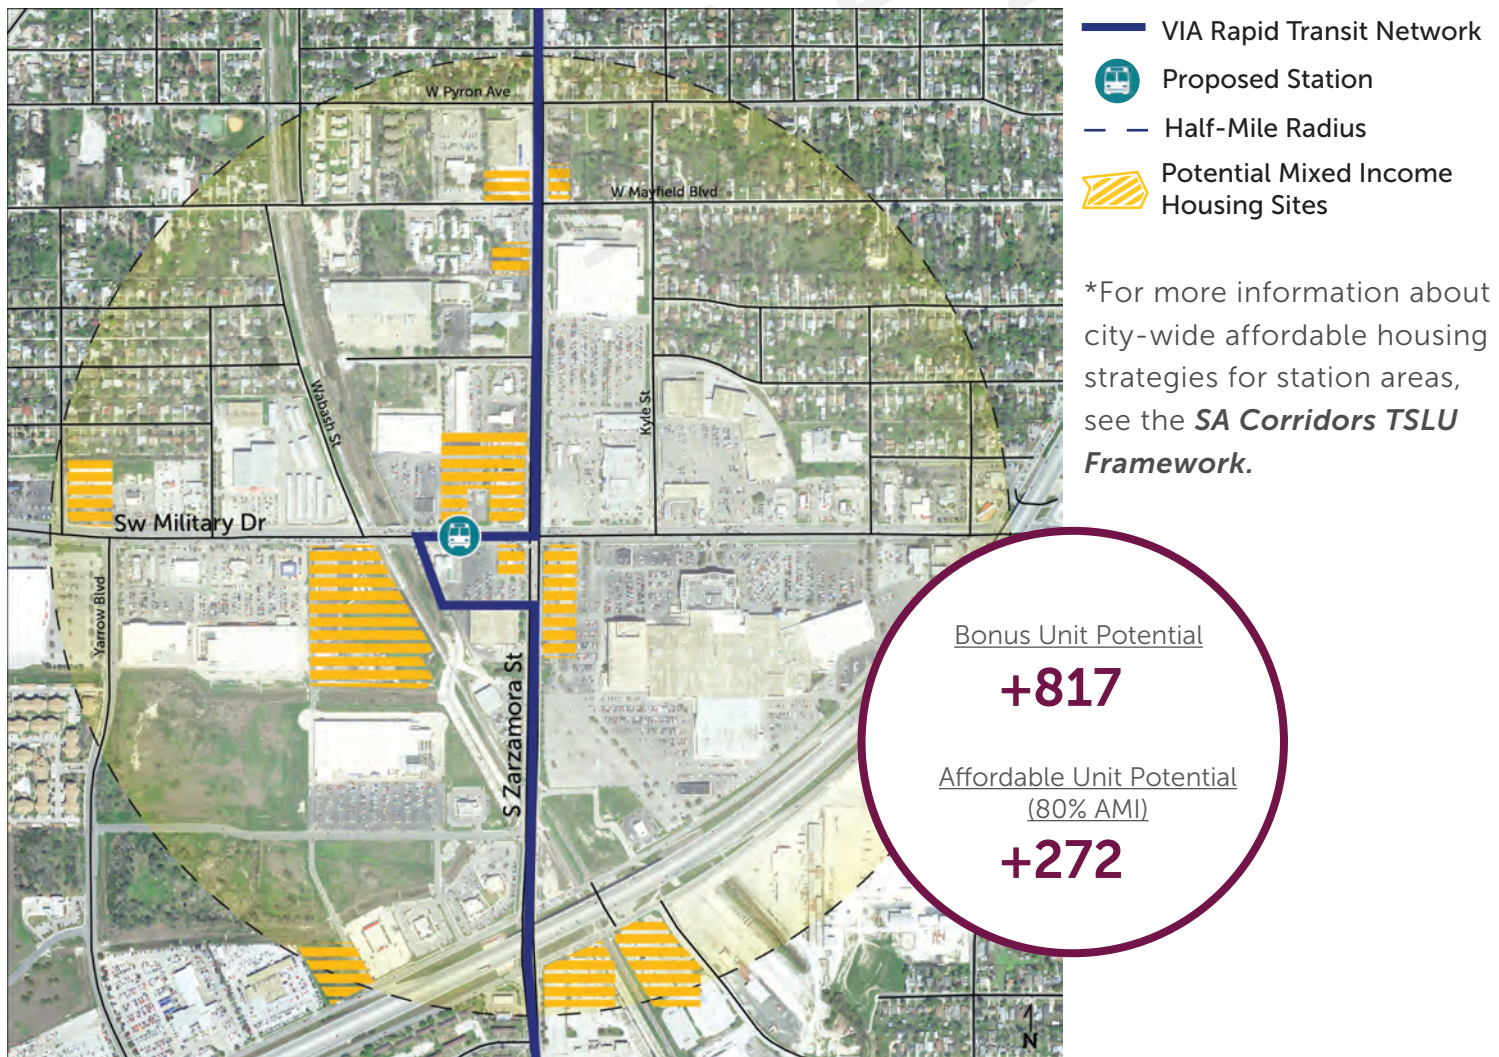 VIA Rapid Transit Network
Proposed Station
Half-Mile Radius
Potential Mixed Income
Housing Sites
*For more information about
city-wide affordable housing
strategies for station areas,
see the SA Corridors TSLU
Framework.
W Pyron Ave
W Mayfield Blvd
Wabash St
Kyle St
Sw Military Dr
Yarrow Blvd
S Zarzamora St
Bonus Unit Potential
+817
Affordable Unit Potential
(80% AMI)
+272
N